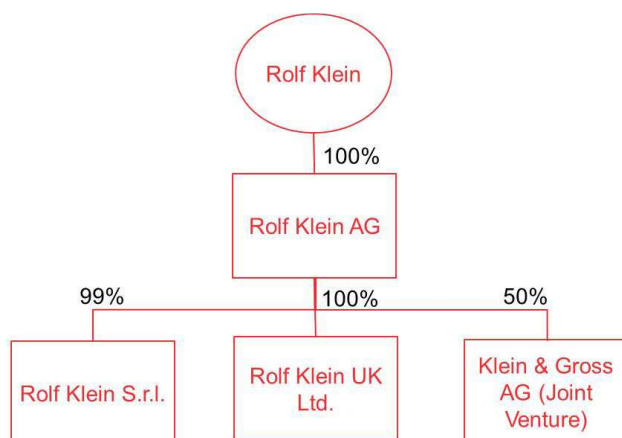 Rolf Klein
100%
Rolf Klein AG
99%
100%
50%
Rolf Klein S.r.l.
Rolf Klein UK
Ltd.
Klein & Gross
AG (Joint
Venture)